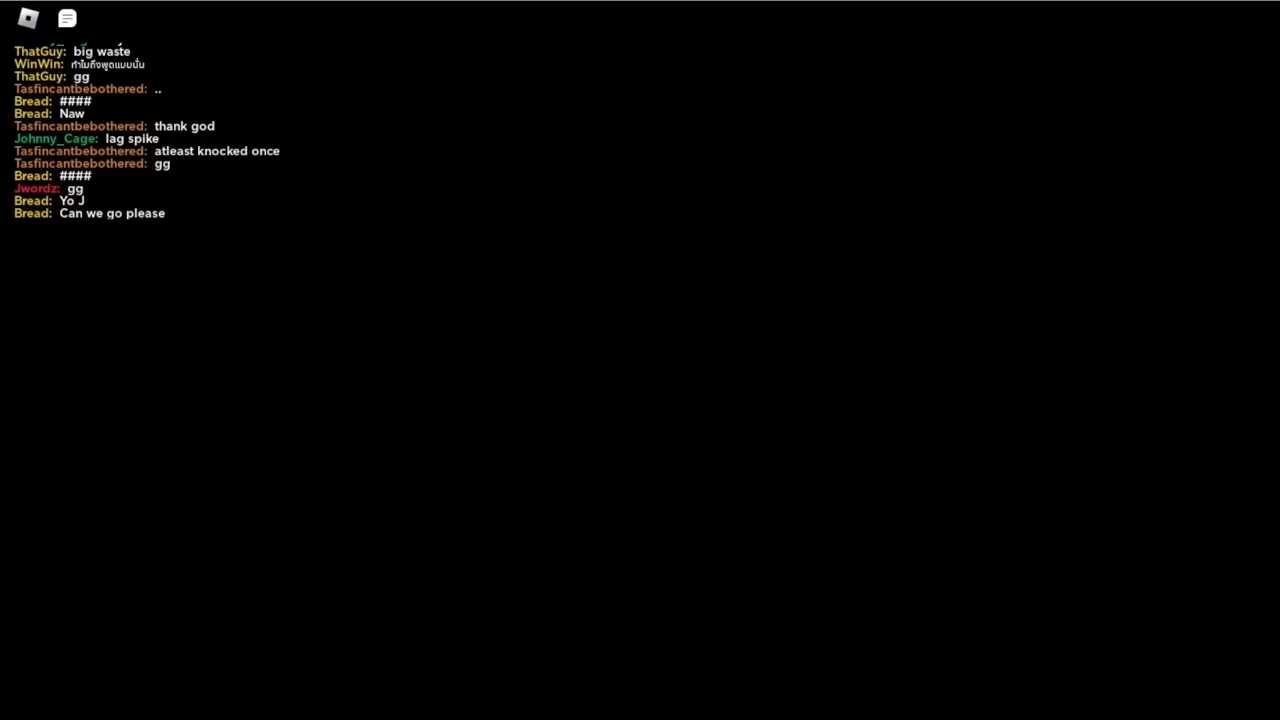 ThatGuy: big waste
WinWin: ทำไมถึงพูดแบบนั่น
ThatGuy: gg
Tasfincantbebothered: ..
Bread: ####
Bread: Naw
Tasfincantbebothered: thank god
Johnny_Cage: lag spike
Tasfincantbebothered: atleast knocked once
Tasfincantbebothered: gg
Bread: ####
Jwordz: gg
Bread: Yo J
Bread: Can we go please